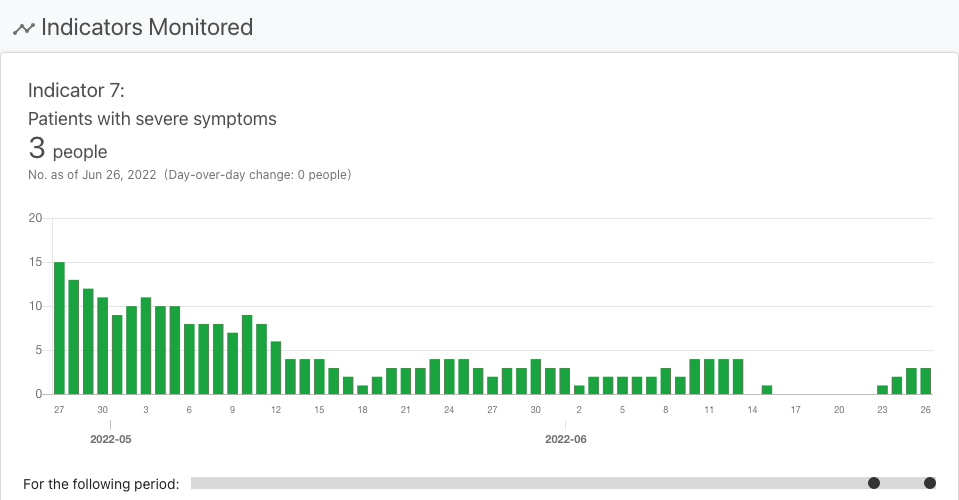 Indicators Monitored
Indicator 7:
Patients with severe symptoms
3 people
No. as of Jun 26, 2022 (Day-over-day change: 0 people)
20
15
10
5
0
27 30 3 6 9 12 15 18 21 24 27 30 2 5 8 11 14 17 20 23 26
2022-05 2022-06
For the following period: